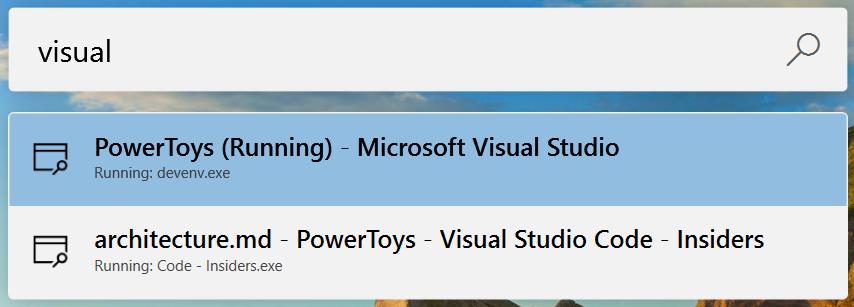 visual
PowerToys (Running) - Microsoft Visual Studio
Running: devenv.exe
architecture.md - PowerToys - Visual Studio Code - Insiders
Running: Code - Insiders.exe